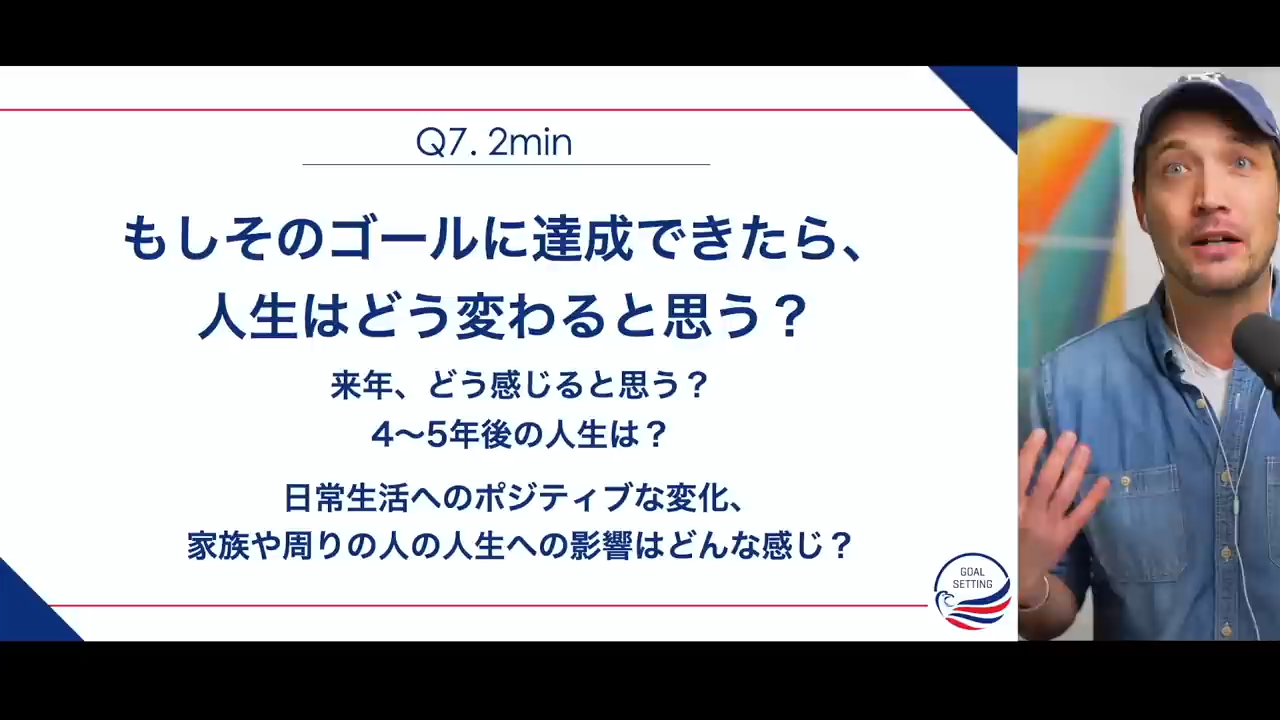 Q7. 2min
もしそのゴールに達成できたら、
人生はどう変わると思う？
来年、どう感じると思う？
4〜5年後の人生は？
日常生活へのポジティブな変化、
家族や周りの人の人生への影響はどんな感じ？
GOAL
SETTING